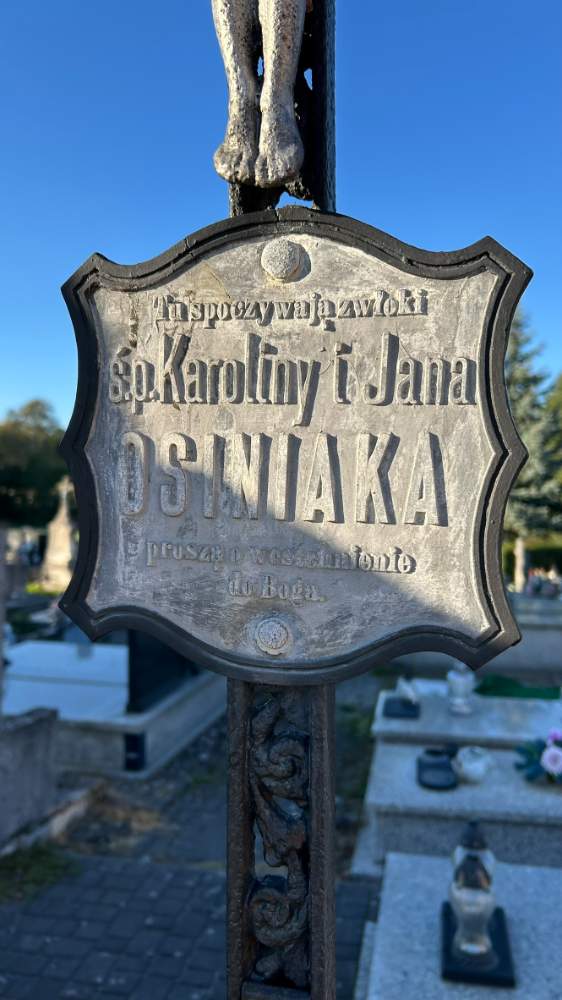 Tu spoczywają zwłoki
ś.p. Karoliny i Jana
OSINIAKA
proszą o westchnienie
do Boga.